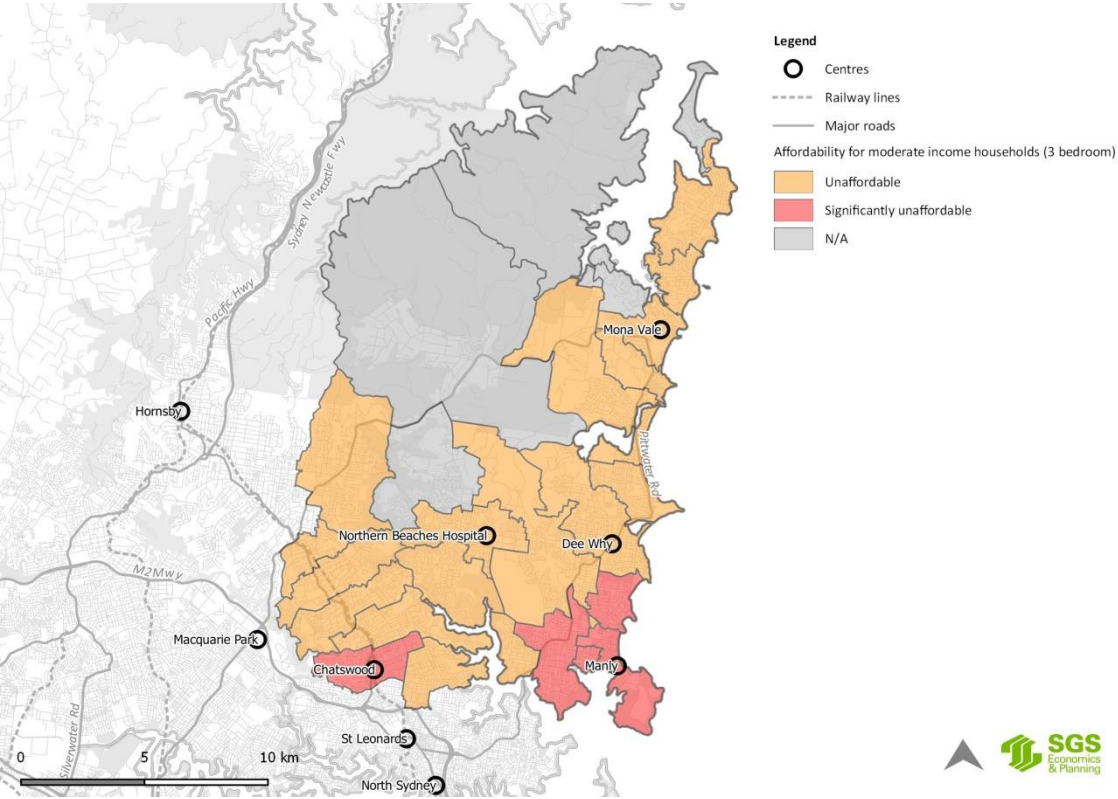 Legend
Centres
Railway lines
Major roads
Affordability for moderate income households (3 bedroom)
Unaffordable
Significantly unaffordable
N/A
Sydney Newcastle Fwy
Pacific Hwy
Mona Vale
Hornsby
Pittwater Rd
Northern Beaches Hospital
Dee Why
M2Mwy
Macquarie Park
Chatswood
Manly
Silverwater Rd
St Leonards
North Sydney
0 5 10 km
SGS
Economics
& Planning